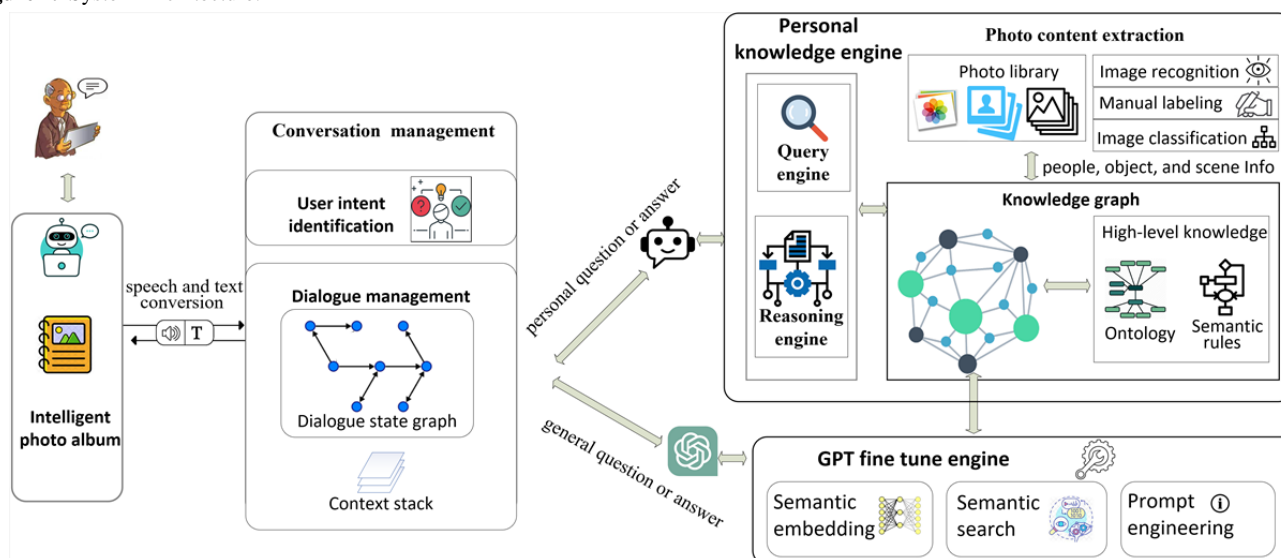 Personal
knowledge engine
Photo content extraction
Photo library
Image recognition
Manual labeling
Image classification
Query
engine
people, object, and scene Info
Conversation management
User intent
identification
Knowledge graph
High-level knowledge
Ontology
Semantic
rules
Reasoning
engine
speech and text
conversion
T
Dialogue management
Dialogue state graph
Context stack
Intelligent
photo album
personal question or answer
general question or answer
GPT fine tune engine
Semantic
embedding
Semantic
search
Prompt
engineering